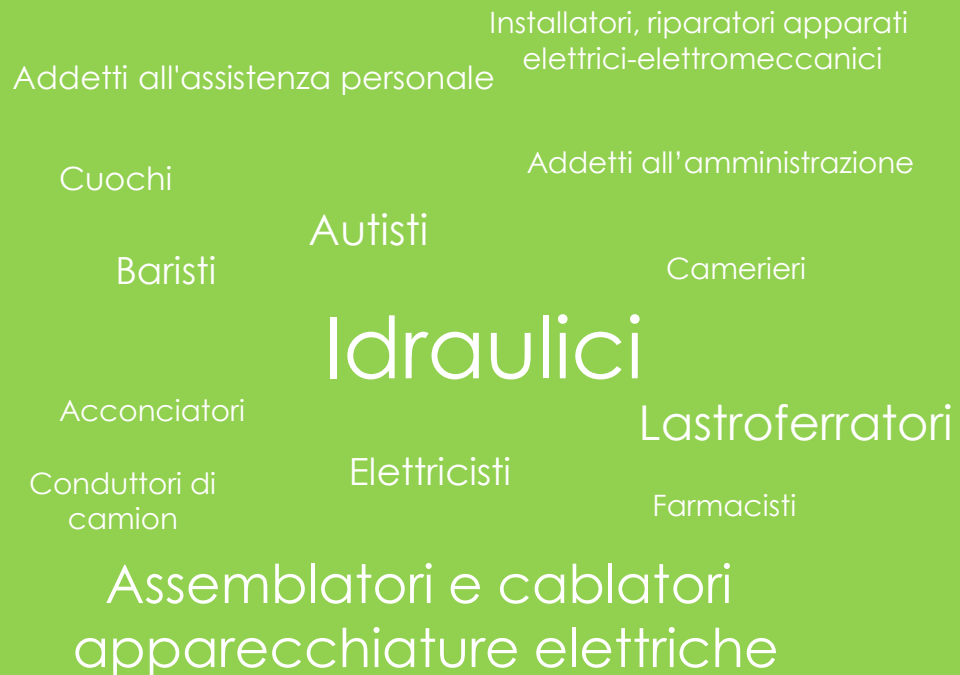 Installatori, riparatori apparati
elettrici-elettromeccanici
Addetti all'assistenza personale
Addetti all’amministrazione
Cuochi
Autisti
Baristi
Camerieri
Idraulici
Acconciatori
Lastroferratori
Elettricisti
Conduttori di
camion
Farmacisti
Assemblatori e cablatori
apparecchiature elettriche